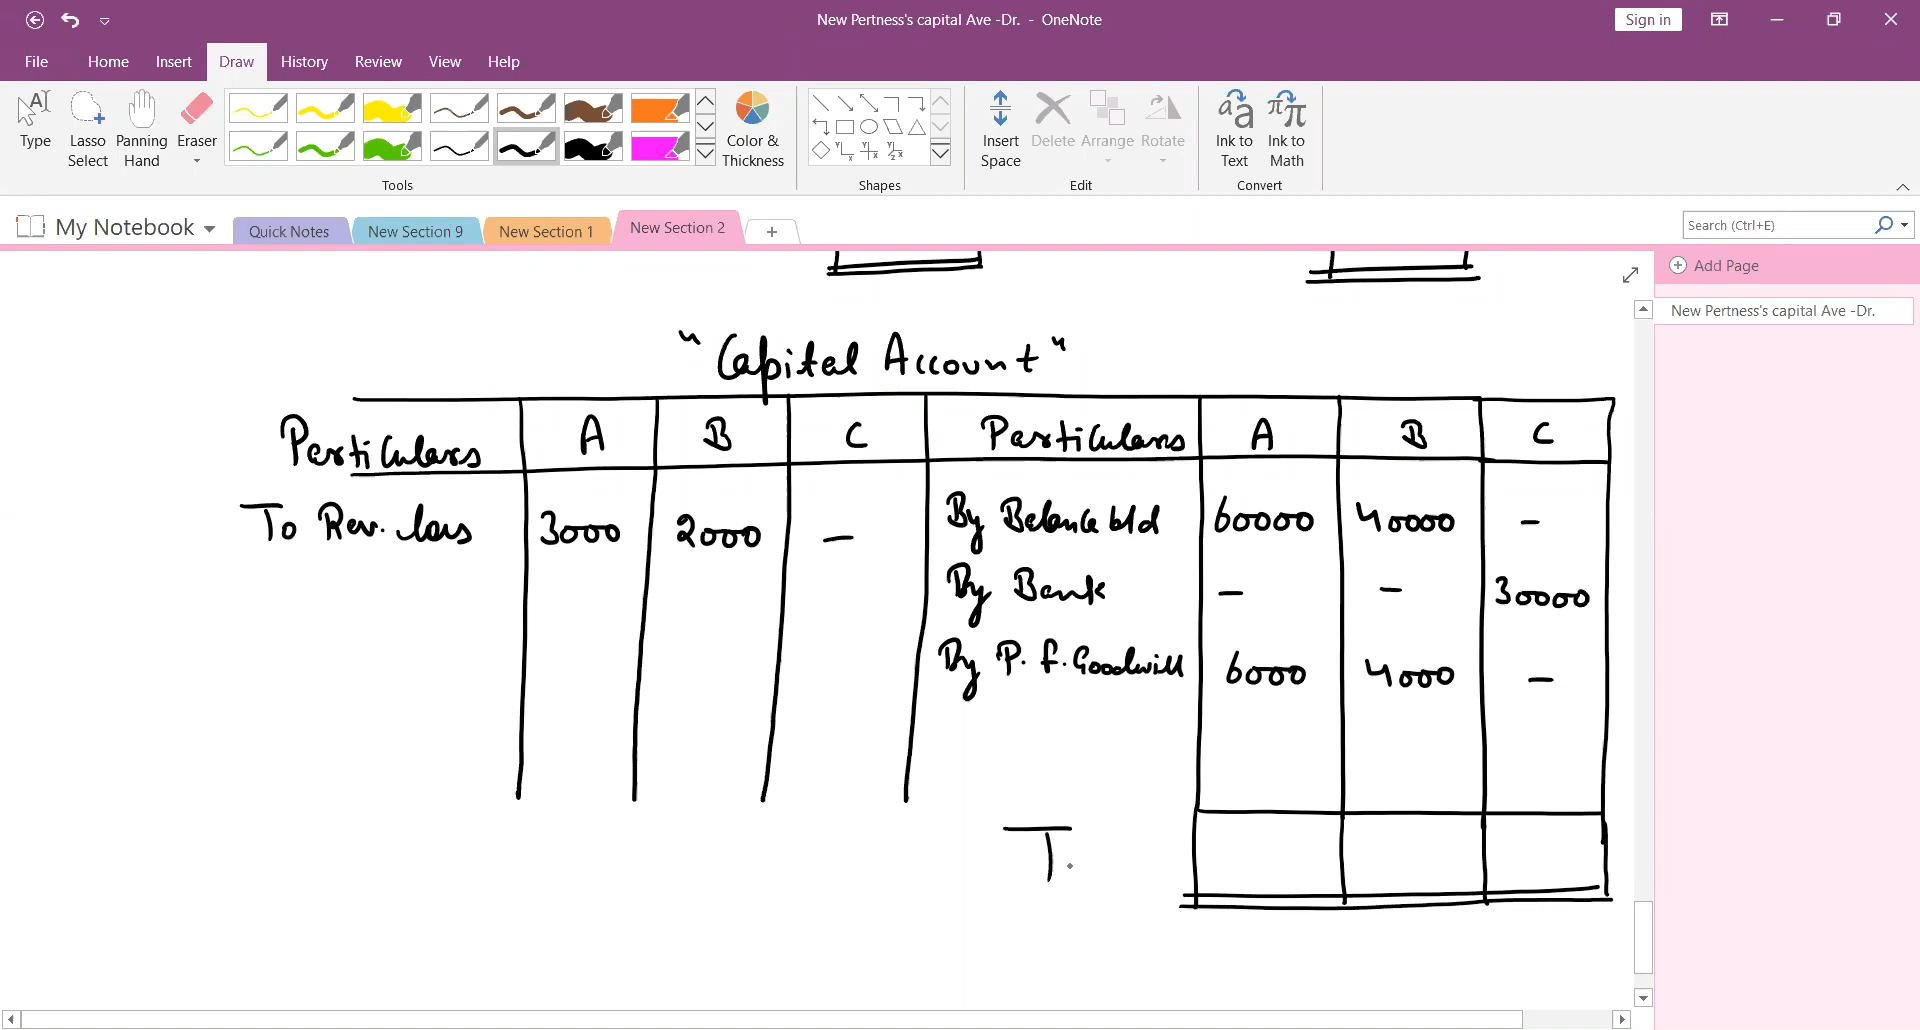 New Pertness's capital Ave -Dr. - OneNote
Sign in
File Home Insert Draw History Review View Help
Type
Lasso Select
Panning Hand
Eraser
Color & Thickness
Insert Space
Delete
Arrange
Rotate
Ink to Text
Ink to Math
Tools
Shapes
Edit
Convert
My Notebook
Quick Notes
New Section 9
New Section 1
New Section 2
Search (Ctrl+E)
Add Page
New Pertness's capital Ave -Dr.
"Capital Account"
Particulars A B C Particulars A B C
To Rev. loss 3000 2000 - By Balance b/d 60000 40000 -
By Bank - - 30000
By P. f. Goodwill 6000 4000 -
T